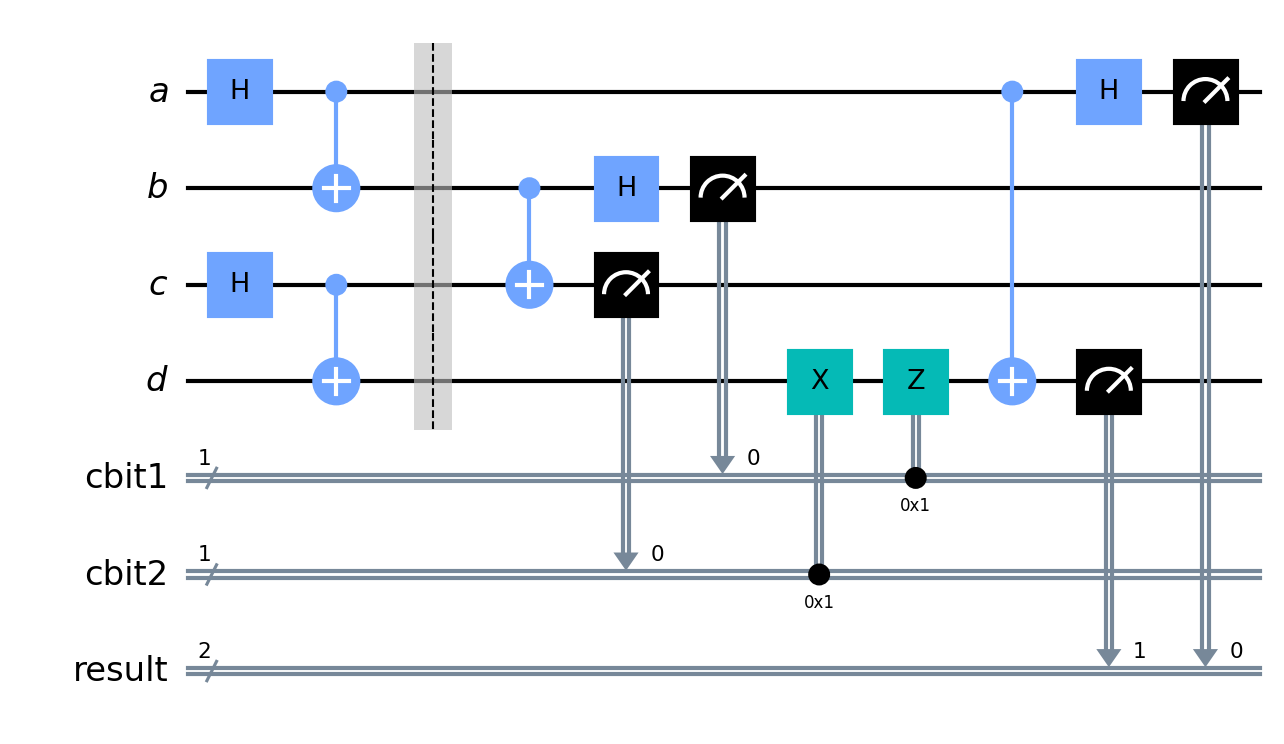 a H H
b H
c H
d X Z
cbit1 1 0 0x1
cbit2 1 0 0x1
result 2 1 0